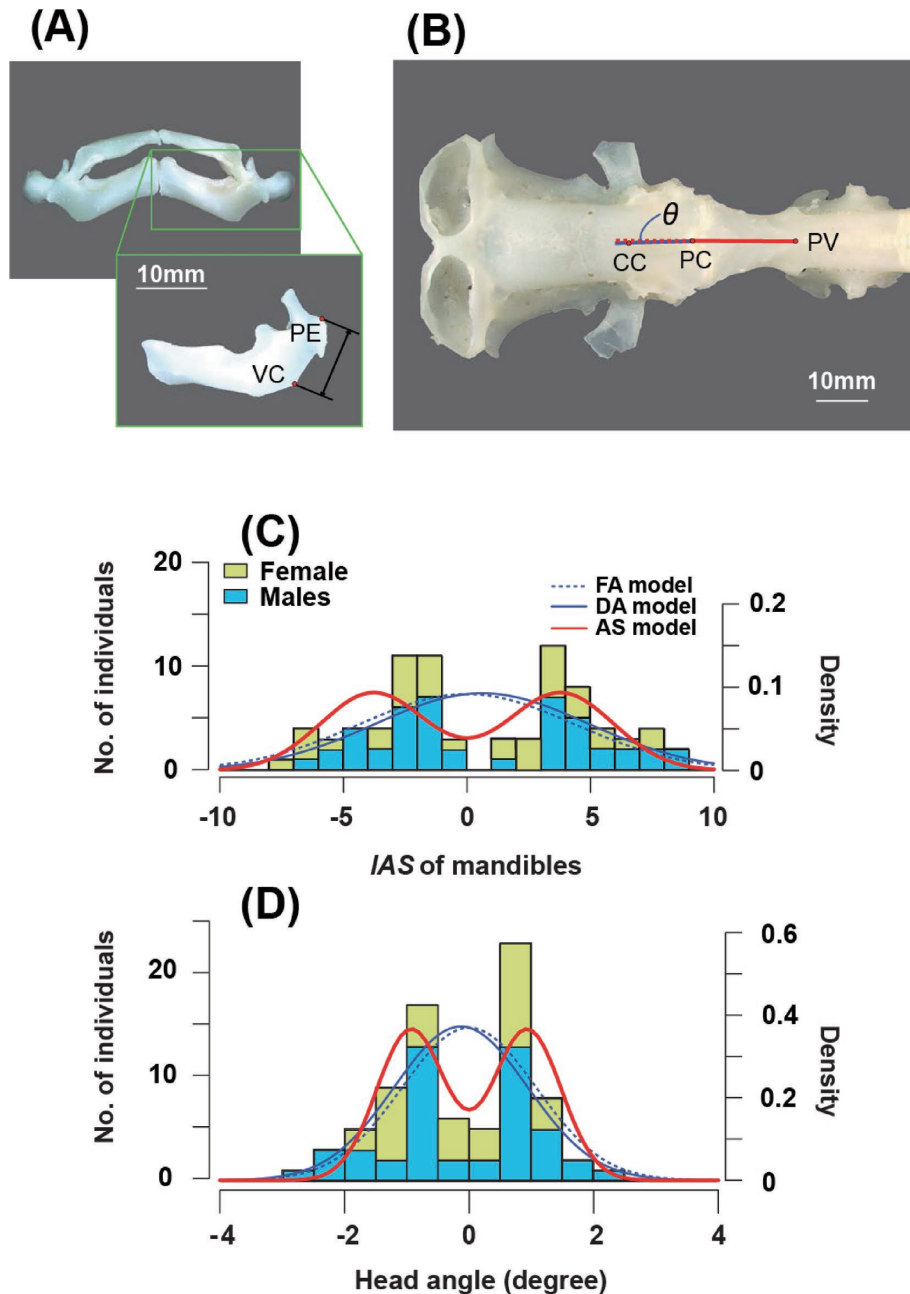 (A)
(B)
10mm
PE
VC
θ
CC
PC
PV
10mm
(C)
No. of individuals
20
10
0
Female
Males
FA model
DA model
AS model
0.2
0.1
0
Density
-10
-5
0
5
10
IAS of mandibles
(D)
No. of individuals
20
10
0
0.6
0.4
0.2
0
Density
-4
-2
0
2
4
Head angle (degree)